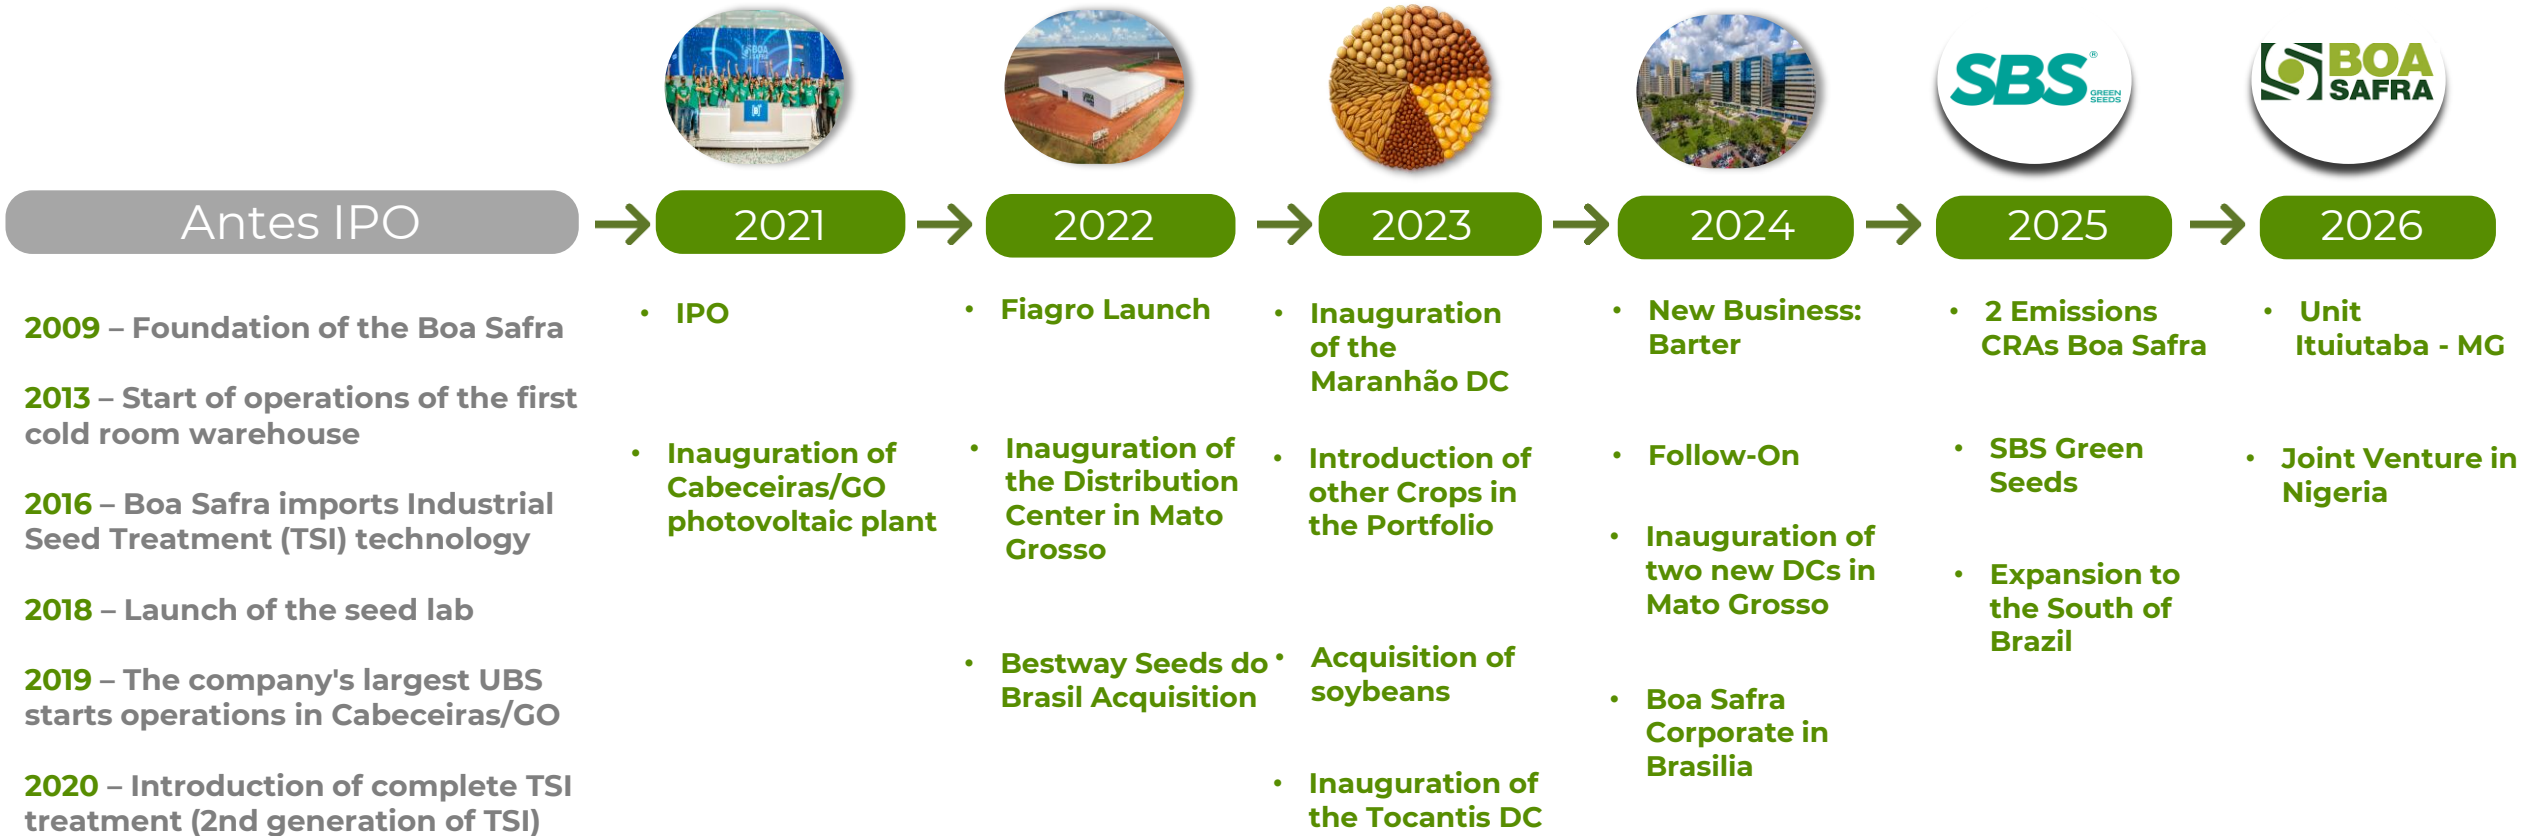 BOA
SAFRA
SBS®
GREEN
SEEDS
BOA
SAFRA
Antes IPO
2009 – Foundation of the Boa Safra
2013 – Start of operations of the first
cold room warehouse
2016 – Boa Safra imports Industrial
Seed Treatment (TSI) technology
2018 – Launch of the seed lab
2019 – The company's largest UBS
starts operations in Cabeceiras/GO
2020 – Introduction of complete TSI
treatment (2nd generation of TSI)
2021
• IPO
• Inauguration of
Cabeceiras/GO
photovoltaic plant
2022
• Fiagro Launch
• Inauguration of
the Distribution
Center in Mato
Grosso
• Bestway Seeds do
Brasil Acquisition
2023
• Inauguration
of the
Maranhão DC
• Introduction of
other Crops in
the Portfolio
• Acquisition of
soybeans
• Inauguration of
the Tocantis DC
2024
• New Business:
Barter
• Follow-On
• Inauguration of
two new DCs in
Mato Grosso
• Boa Safra
Corporate in
Brasilia
2025
• 2 Emissions
CRAs Boa Safra
• SBS Green
Seeds
• Expansion to
the South of
Brazil
2026
• Unit
Ituiutaba - MG
• Joint Venture in
Nigeria